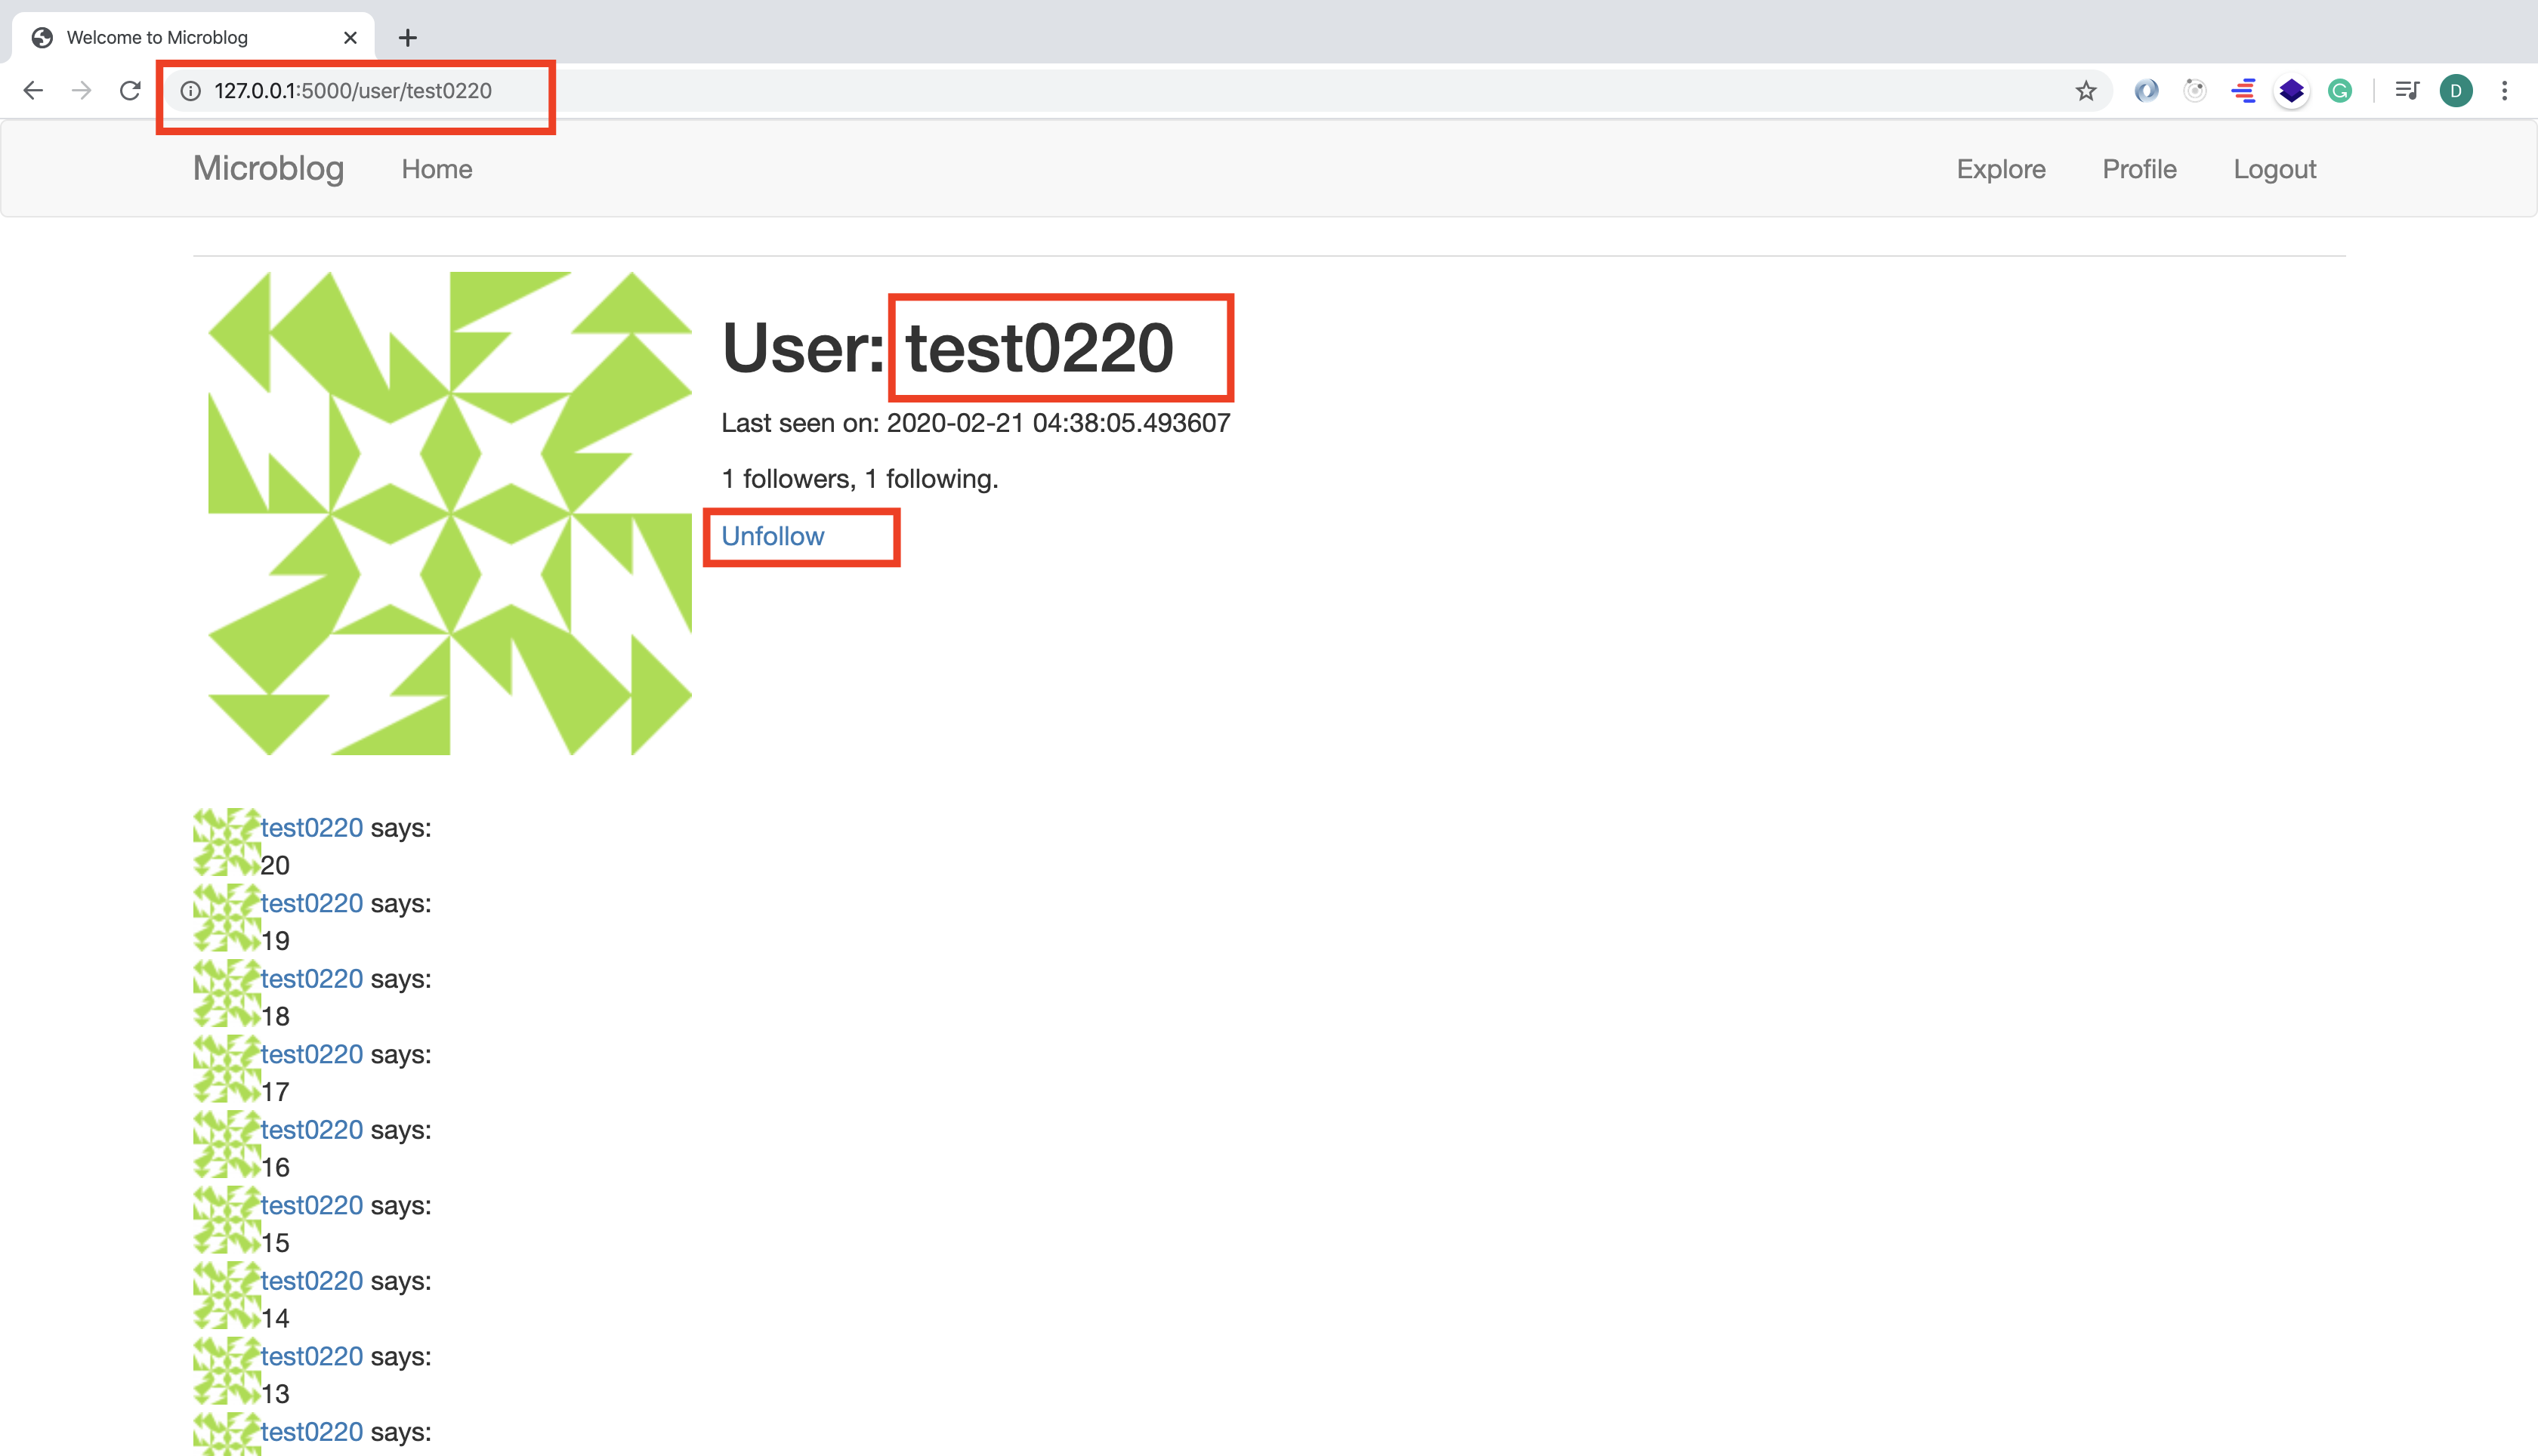 Welcome to Microblog
127.0.0.1:5000/user/test0220
G
D
Microblog Home Explore Profile Logout
User: test0220
Last seen on: 2020-02-21 04:38:05.493607
1 followers, 1 following.
Unfollow
test0220 says:
20
test0220 says:
19
test0220 says:
18
test0220 says:
17
test0220 says:
16
test0220 says:
15
test0220 says:
14
test0220 says:
13
test0220 says: